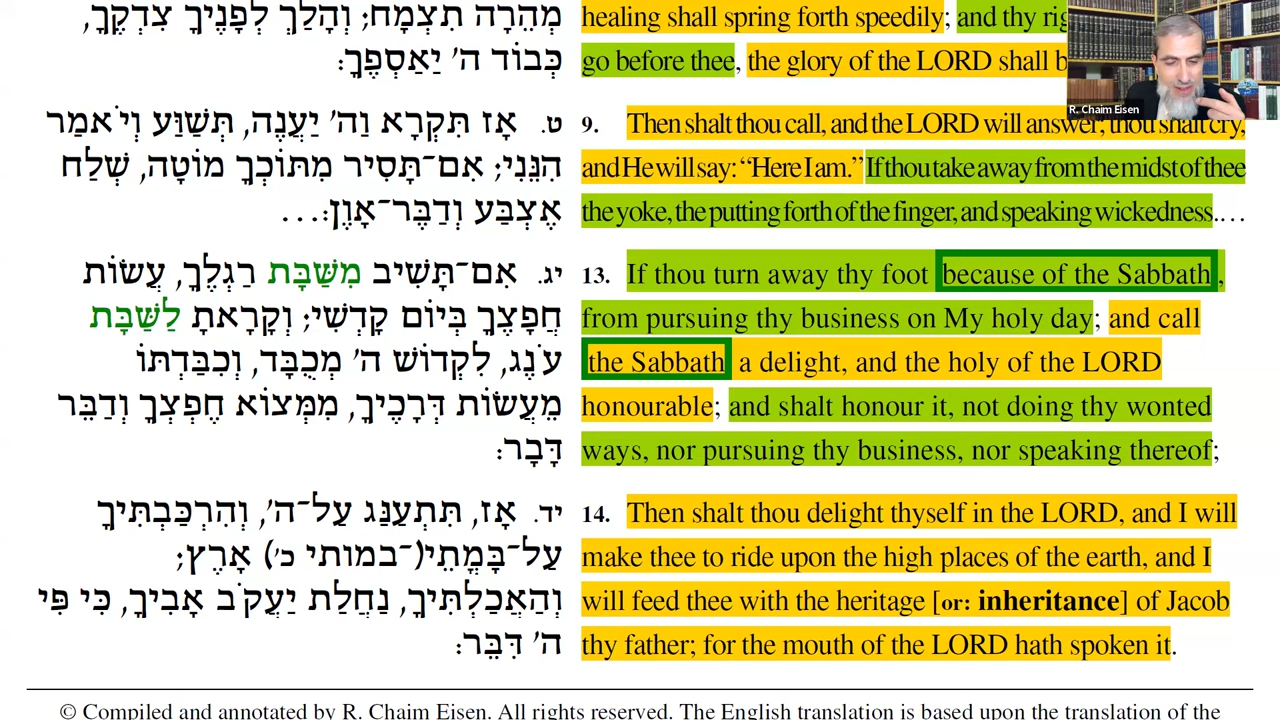 מְהֵרָה תִצְמָח; וְהָלַךְ לְפָנֶיךָ צִדְקֶךָ,
כְּבוֹד ה' יַאַסְפֶךָ:
ט. אָז תִּקְרָא וַה' יַעֲנֶה, תְּשַׁוַּע וְיֹאמַר
הִנֵּנִי; אִם־תָּסִיר מִתּוֹכְךָ מוֹטָה, שְׁלַח
אֶצְבַּע וְדַבֶּר־אָוֶן:...
יג. אִם־תָּשִׁיב מִשַּׁבָּת רַגְלֶךָ, עֲשׂוֹת
חֲפָצֶךָ בְּיוֹם קָדְשִׁי; וְקָרָאתָ לַשַּׁבָּת
עֹנֶג, לִקְדוֹשׁ ה' מְכֻבָּד, וְכִבַּדְתּוֹ
מֵעֲשׂוֹת דְּרָכֶיךָ, מִמְּצוֹא חֶפְצְךָ וְדַבֵּר
דָּבָר:
יד. אָז, תִּתְעַנַּג עַל־ה', וְהִרְכַּבְתִּיךָ
עַל־בָּמֳתֵי(־במותי כ') אָרֶץ;
וְהַאֲכַלְתִּיךָ, נַחֲלַת יַעֲקֹב אָבִיךָ, כִּי פִּי
ה' דִּבֵּר:
healing shall spring forth speedily; and thy
go before thee, the glory of the LORD shall
9. Then shalt thou call, and the LORD will answer; thou shalt cry,
and He will say: “Here I am.” If thou take away from the midst of thee
the yoke, the putting forth of the finger, and speaking wickedness....
13. If thou turn away thy foot because of the Sabbath,
from pursuing thy business on My holy day; and call
the Sabbath a delight, and the holy of the LORD
honourable; and shalt honour it, not doing thy wonted
ways, nor pursuing thy business, nor speaking thereof;
14. Then shalt thou delight thyself in the LORD, and I will
make thee to ride upon the high places of the earth, and I
will feed thee with the heritage [or: inheritance] of Jacob
thy father; for the mouth of the LORD hath spoken it.
© Compiled and annotated by R. Chaim Eisen. All rights reserved. The English translation is based upon the translation of the
R. Chaim Eisen